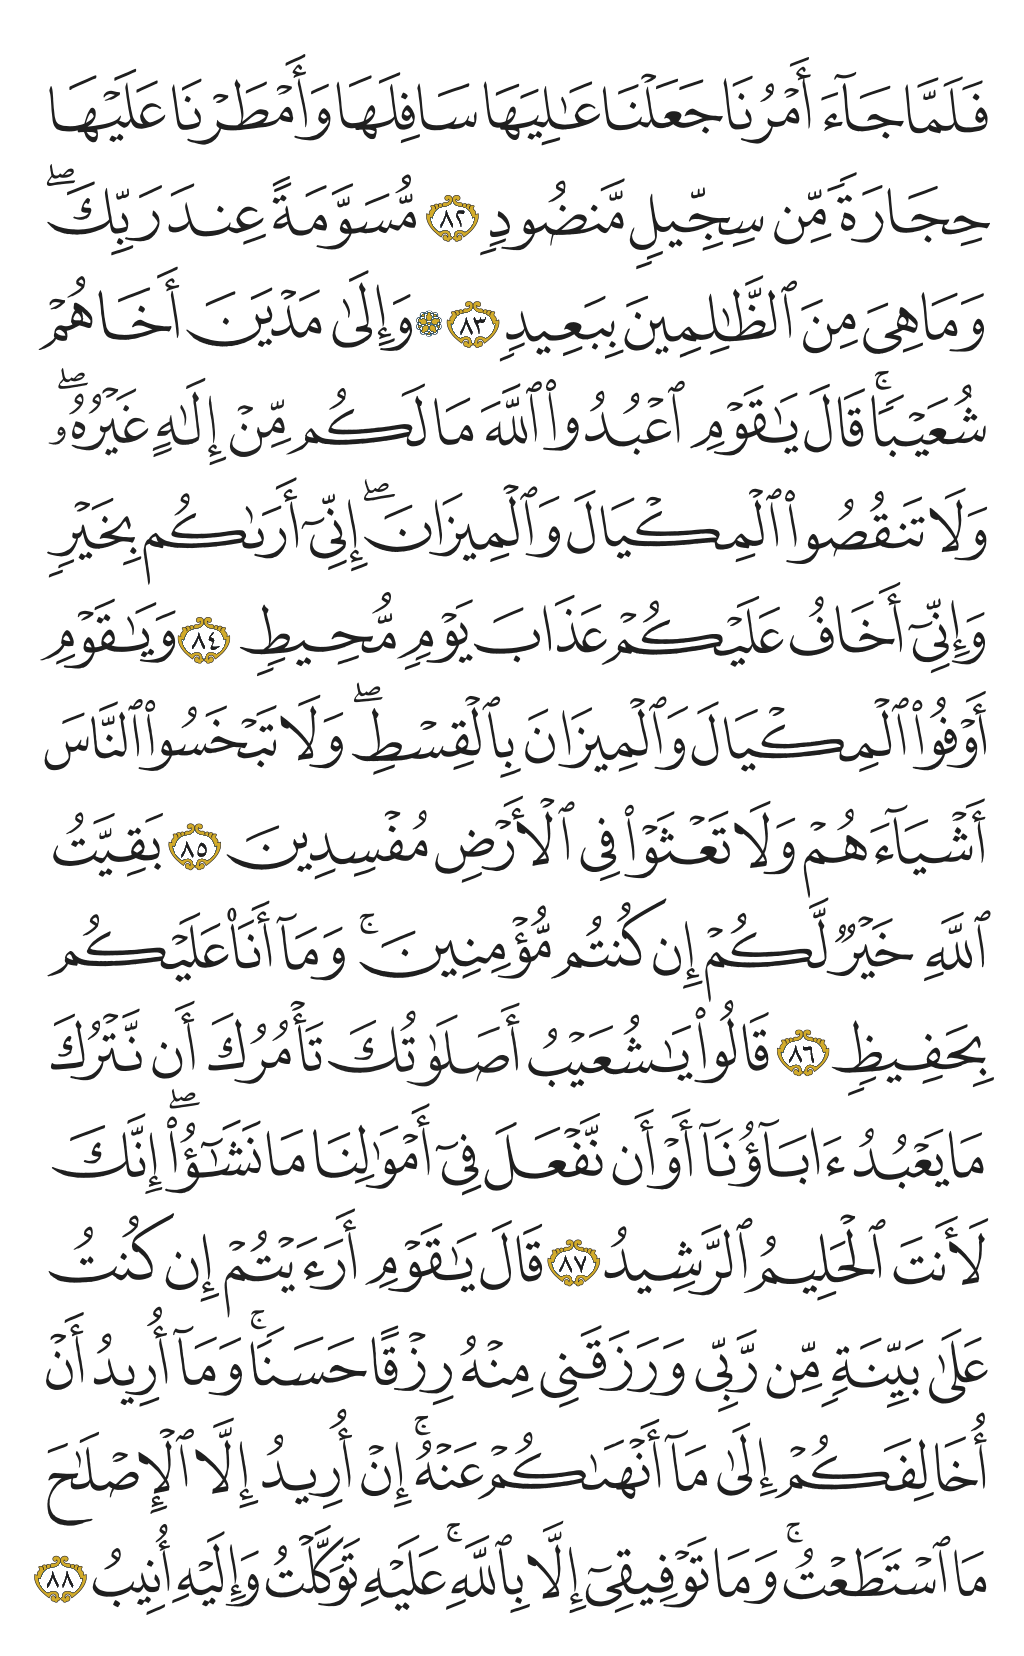 فَلَمَّا جَآءَ أَمْرُنَا جَعَلْنَا عَٰلِيَهَا سَافِلَهَا وَأَمْطَرْنَا عَلَيْهَا
حِجَارَةً مِّن سِجِّيلٍ مَّنضُودٍ ٨٢ مُّسَوَّمَةً عِندَ رَبِّكَۖ
وَمَا هِىَ مِنَ ٱلظَّٰلِمِينَ بِبَعِيدٍ ٨٣ ۞ وَإِلَىٰ مَدْيَنَ أَخَاهُمْ
شُعَيْبًاۚ قَالَ يَٰقَوْمِ ٱعْبُدُوا۟ ٱللَّهَ مَا لَكُم مِّنْ إِلَٰهٍ غَيْرُهُۥۖ
وَلَا تَنقُصُوا۟ ٱلْمِكْيَالَ وَٱلْمِيزَانَۖ إِنِّىٓ أَرَىٰكُم بِخَيْرٍ
وَإِنِّىٓ أَخَافُ عَلَيْكُمْ عَذَابَ يَوْمٍ مُّحِيطٍ ٨٤ وَيَٰقَوْمِ
أَوْفُوا۟ ٱلْمِكْيَالَ وَٱلْمِيزَانَ بِٱلْقِسْطِۖ وَلَا تَبْخَسُوا۟ ٱلنَّاسَ
أَشْيَآءَهُمْ وَلَا تَعْثَوْا۟ فِى ٱلْأَرْضِ مُفْسِدِينَ ٨٥ بَقِيَّتُ
ٱللَّهِ خَيْرٌ لَّكُمْ إِن كُنتُم مُّؤْمِنِينَۚ وَمَآ أَنَا۠ عَلَيْكُم
بِحَفِيظٍ ٨٦ قَالُوا۟ يَٰشُعَيْبُ أَصَلَوٰتُكَ تَأْمُرُكَ أَن نَّتْرُكَ
مَا يَعْبُدُ ءَابَآؤُنَآ أَوْ أَن نَّفْعَلَ فِىٓ أَمْوَٰلِنَا مَا نَشَٰٓؤُا۟ۖ إِنَّكَ
لَأَنتَ ٱلْحَلِيمُ ٱلرَّشِيدُ ٨٧ قَالَ يَٰقَوْمِ أَرَءَيْتُمْ إِن كُنتُ
عَلَىٰ بَيِّنَةٍ مِّن رَّبِّى وَرَزَقَنِى مِنْهُ رِزْقًا حَسَنًاۚ وَمَآ أُرِيدُ أَنْ
أُخَالِفَكُمْ إِلَىٰ مَآ أَنْهَىٰكُمْ عَنْهُۚ إِنْ أُرِيدُ إِلَّا ٱلْإِصْلَٰحَ
مَا ٱسْتَطَعْتُۚ وَمَا تَوْفِيقِىٓ إِلَّا بِٱللَّهِۚ عَلَيْهِ تَوَكَّلْتُ وَإِلَيْهِ أُنِيبُ ٨٨